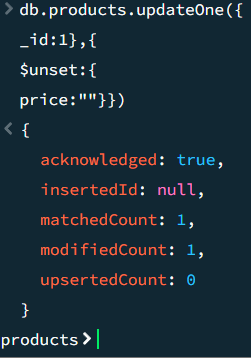 > db.products.updateOne({
_id:1},{
$unset:{
price:""}})
< {
acknowledged: true,
insertedId: null,
matchedCount: 1,
modifiedCount: 1,
upsertedCount: 0
}
products>